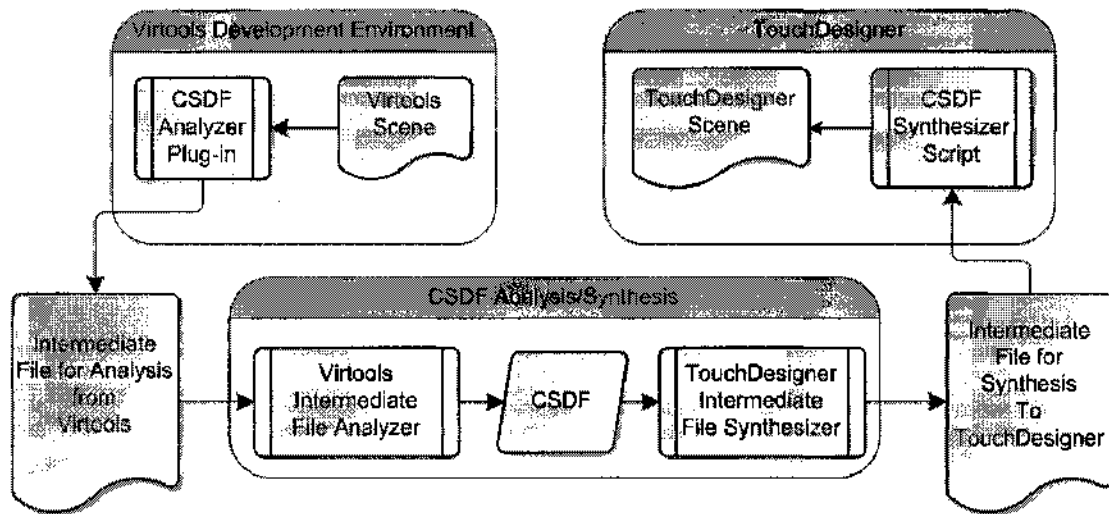 Virtools Development Environment
TouchDesigner
CSDF
Analyzer
Plug-in
Virtools
Scene
TouchDesigner
Scene
CSDF
Synthesizer
Script
CSDF Analysis/Synthesis
Intermediate
File for Analysis
from
Virtools
Virtools
Intermediate
File Analyzer
CSDF
TouchDesigner
Intermediate
File Synthesizer
Intermediate
File for
Synthesis
To
TouchDesigner